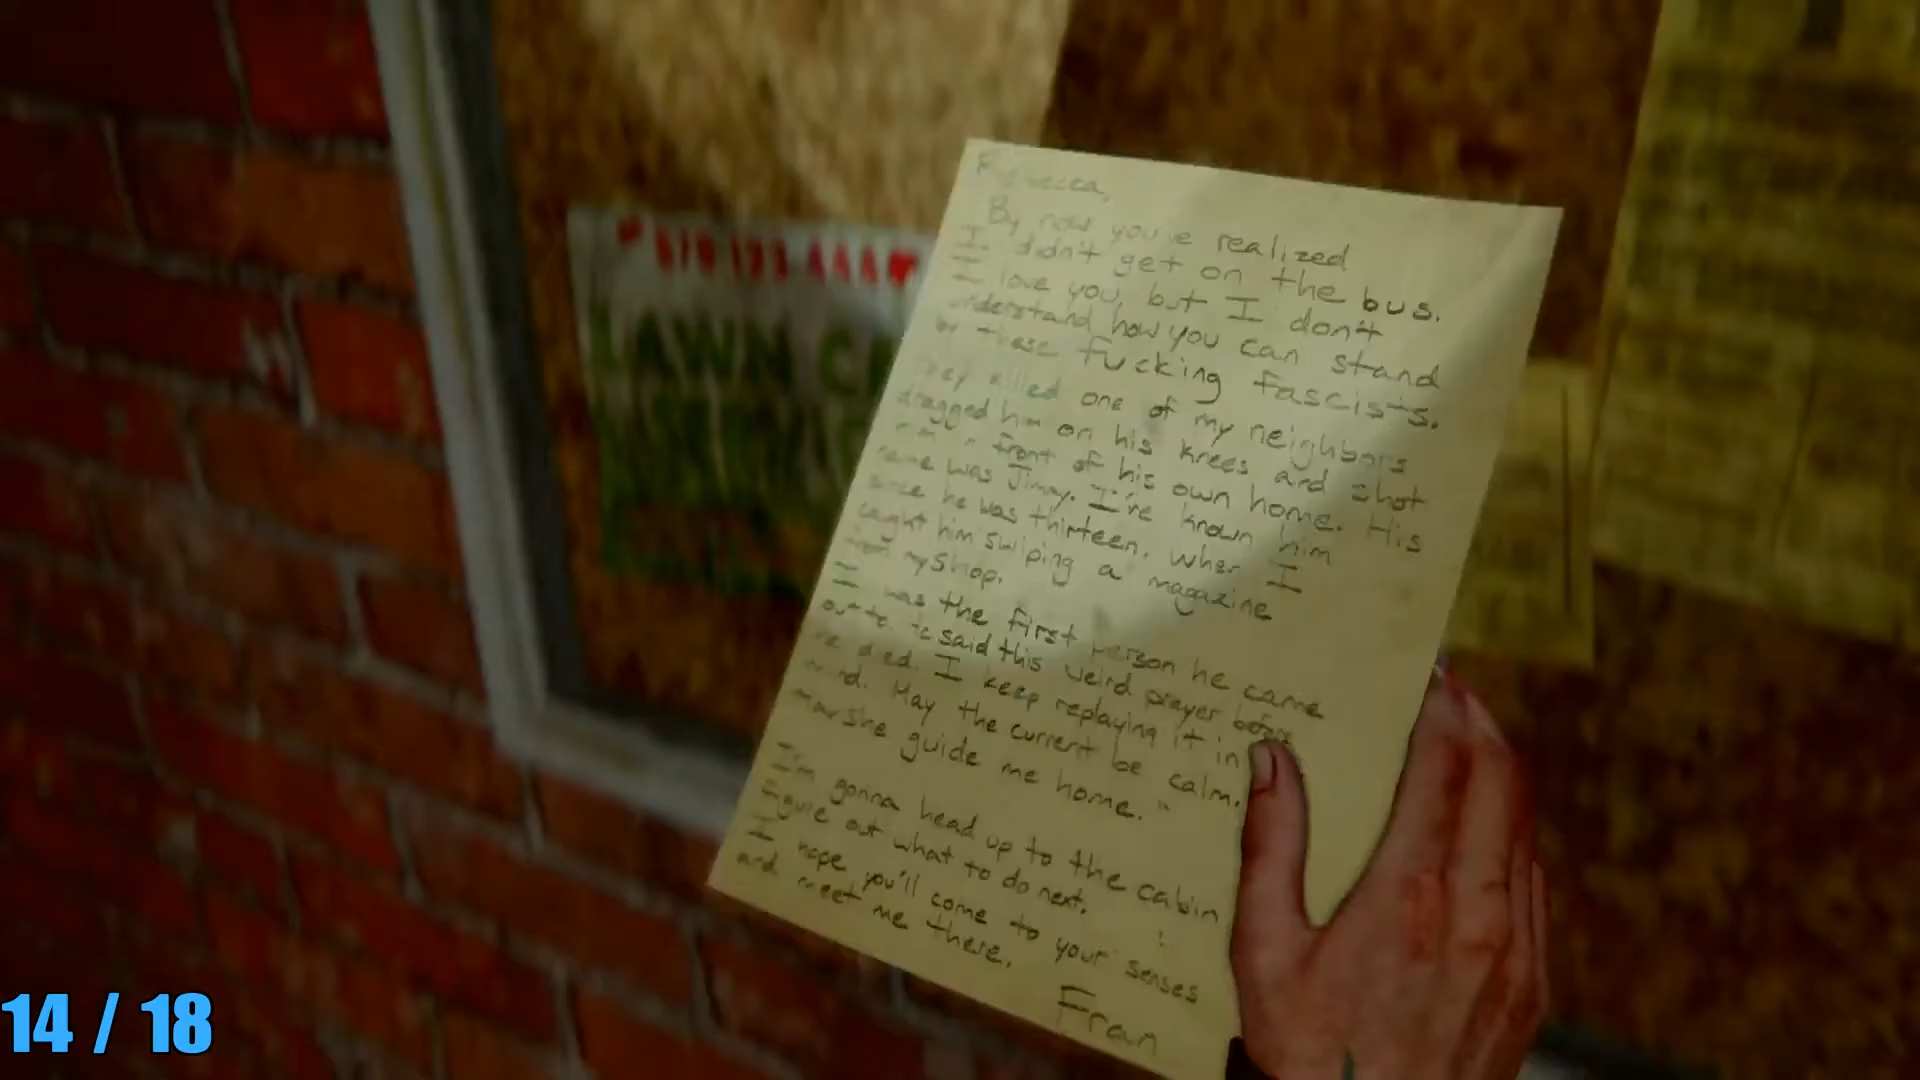 Rebecca,
By now you've realized
I didn't get on the bus.
I love you, but I don't
understand how you can stand
by these fucking fascists.
They killed one of my neighbors
dragged him on his knees and shot
him in front of his own home. His
name was Jimmy. I've known him
since he was thirteen. When I
caught him swiping a magazine
from my shop.
I was the first person he came
out to. He said this weird prayer before
he died. I keep replaying it in
mind. May the current be calm.
May she guide me home."
I'm gonna head up to the cabin
figure out what to do next.
I hope you'll come to your senses
and meet me there.
Fran
LAWN
14 / 18